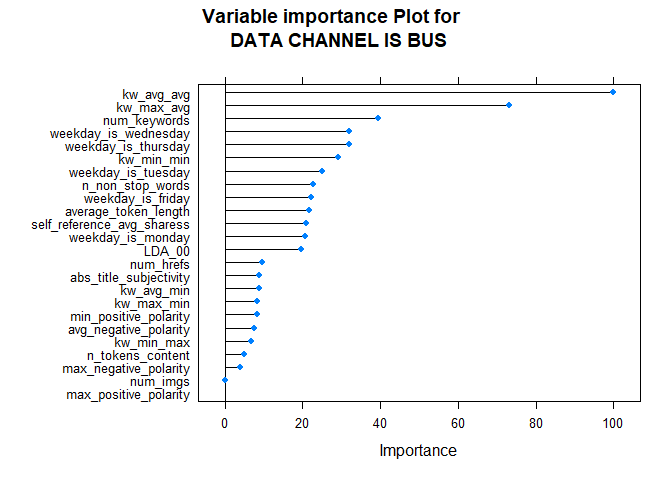 Variable importance Plot for
DATA CHANNEL IS BUS
kw_avg_avg
kw_max_avg
num_keywords
weekday_is_wednesday
weekday_is_thursday
kw_min_min
weekday_is_tuesday
n_non_stop_words
weekday_is_friday
average_token_length
self_reference_avg_sharess
weekday_is_monday
LDA_00
num_hrefs
abs_title_subjectivity
kw_avg_min
kw_max_min
min_positive_polarity
avg_negative_polarity
kw_min_max
n_tokens_content
max_negative_polarity
num_imgs
max_positive_polarity
0 20 40 60 80 100
Importance